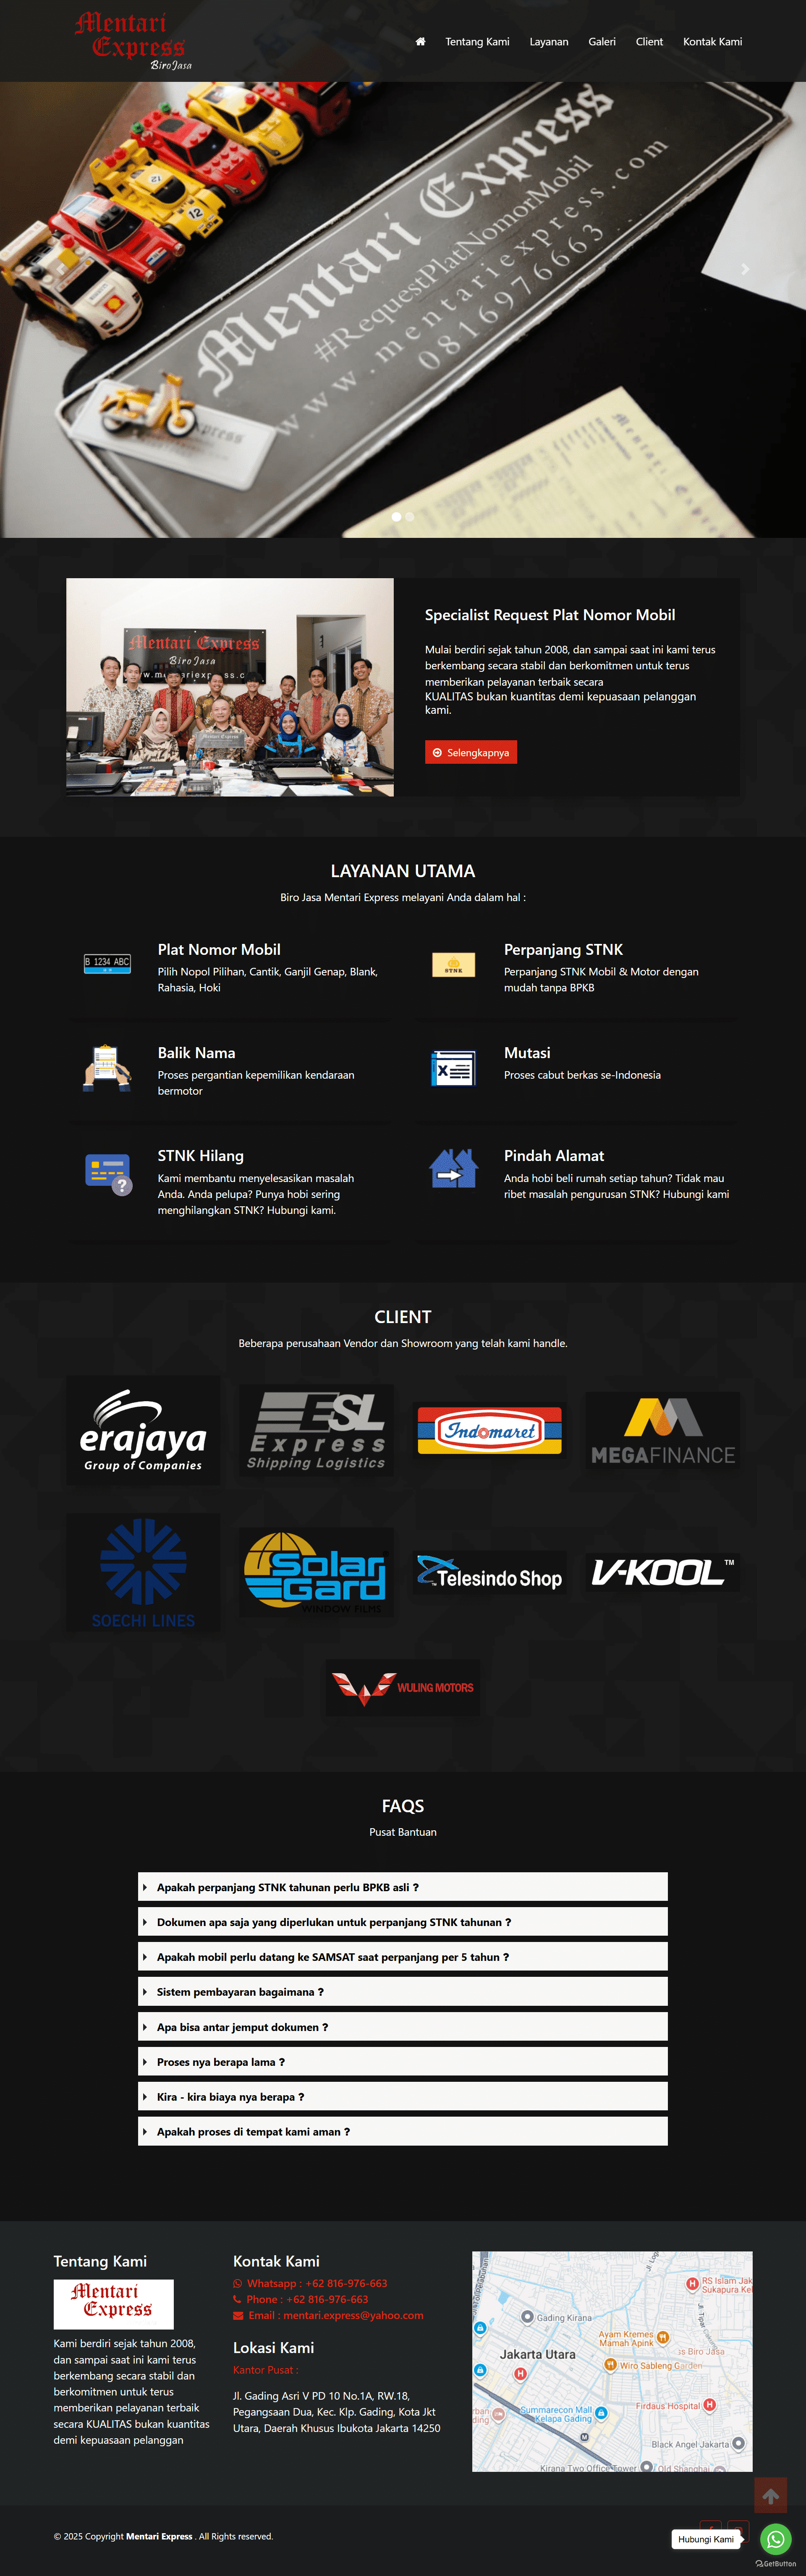 Mentari
Express
BiroJasa
Tentang Kami
Layanan
Galeri
Client
Kontak Kami
Mentari Express
#RequestPlatNomorMobil
www.mentariexpress.com
0816976663
Mentari Express
BiroJasa
Specialist Request Plat Nomor Mobil
Mulai berdiri sejak tahun 2008, dan sampai saat ini kami terus
berkembang secara stabil dan berkomitmen untuk terus
memberikan pelayanan terbaik secara
KUALITAS bukan kuantitas demi kepuasaan pelanggan
kami.
Selengkapnya
LAYANAN UTAMA
Biro Jasa Mentari Express melayani Anda dalam hal :
B 1234 ABC
Plat Nomor Mobil
Pilih Nopol Pilihan, Cantik, Ganjil Genap, Blank,
Rahasia, Hoki
STNK
Perpanjang STNK
Perpanjang STNK Mobil & Motor dengan
mudah tanpa BPKB
Balik Nama
Proses pergantian kepemilikan kendaraan
bermotor
Mutasi
Proses cabut berkas se-Indonesia
STNK Hilang
Kami membantu menyelesasikan masalah
Anda. Anda pelupa? Punya hobi sering
menghilangkan STNK? Hubungi kami.
Pindah Alamat
Anda hobi beli rumah setiap tahun? Tidak mau
ribet masalah pengurusan STNK? Hubungi kami
CLIENT
Beberapa perusahaan Vendor dan Showroom yang telah kami handle.
erajaya
Group of Companies
ESL
Express
Shipping Logistics
Indomaret
MEGAFINANCE
SOECHI LINES
Solar
Gard
WINDOW FILMS
Telesindo Shop
V-KOOL TM
WULING MOTORS
FAQS
Pusat Bantuan
Apakah perpanjang STNK tahunan perlu BPKB asli ?
Dokumen apa saja yang diperlukan untuk perpanjang STNK tahunan ?
Apakah mobil perlu datang ke SAMSAT saat perpanjang per 5 tahun ?
Sistem pembayaran bagaimana ?
Apa bisa antar jemput dokumen ?
Proses nya berapa lama ?
Kira - kira biaya nya berapa ?
Apakah proses di tempat kami aman ?
Tentang Kami
Mentari
Express
Kami berdiri sejak tahun 2008,
dan sampai saat ini kami terus
berkembang secara stabil dan
berkomitmen untuk terus
memberikan pelayanan terbaik
secara KUALITAS bukan kuantitas
demi kepuasaan pelanggan
Kontak Kami
Whatsapp : +62 816-976-663
Phone : +62 816-976-663
Email : mentari.express@yahoo.com
Lokasi Kami
Kantor Pusat :
Jl. Gading Asri V PD 10 No.1A, RW.18,
Pegangsaan Dua, Kec. Klp. Gading, Kota Jkt
Utara, Daerah Khusus Ibukota Jakarta 14250
RS Islam Jak
Sukapura Kel
Gading Kirana
Jl. Tipar
Ayam Kremes
Mamah Apink
Jakarta Utara
Biro Jasa
Wiro Sableng Garden
Firdaus Hospital
Summarecon Mall
Kelapa Gading
Black Angel Jakarta
Kirana Two Office Tower
Old Shanghai
© 2025 Copyright Mentari Express . All Rights reserved.
Hubungi Kami
GetButton